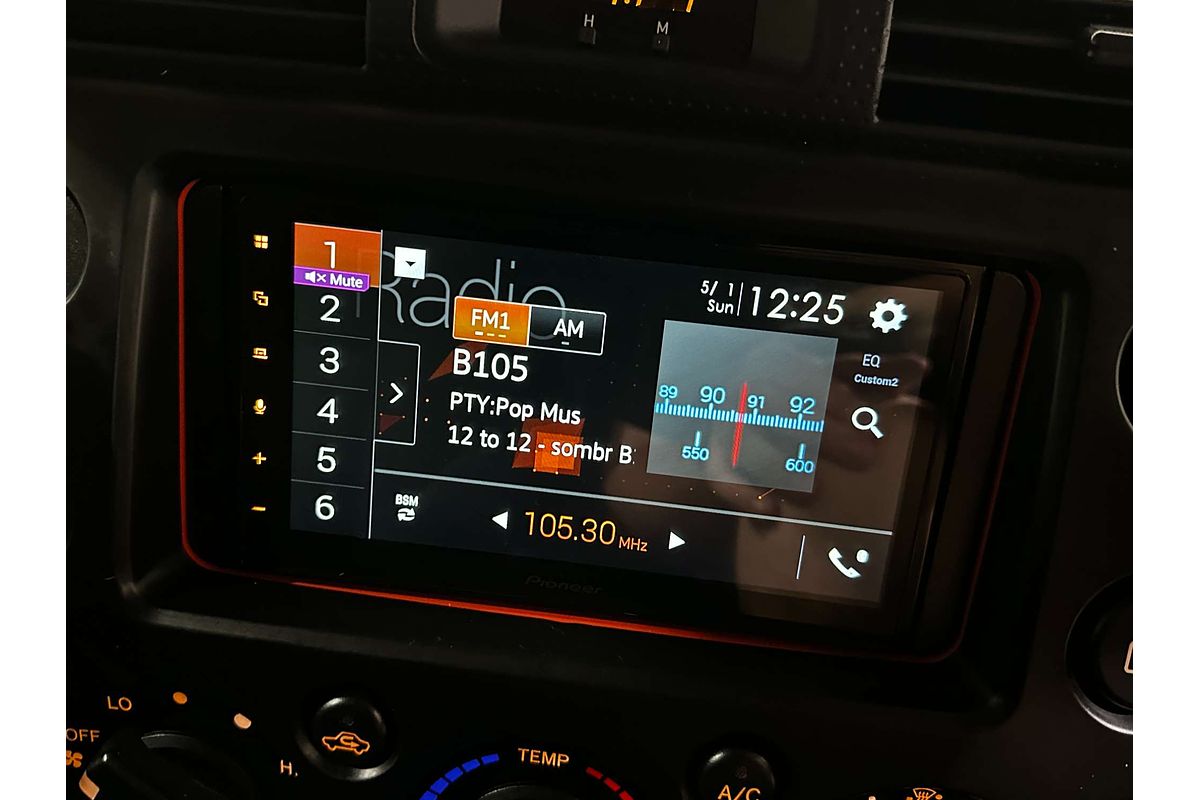 H
M
1
Mute
2
3
4
5
6
Radio
FM1
AM
B105
PTY:Pop Mus
12 to 12 - sombr B
5/ 1
Sun
12:25
EQ
Custom2
89 90 91 92
550
600
BSM
105.30 MHz
Pioneer
LO
OFF
H
TEMP
A/C